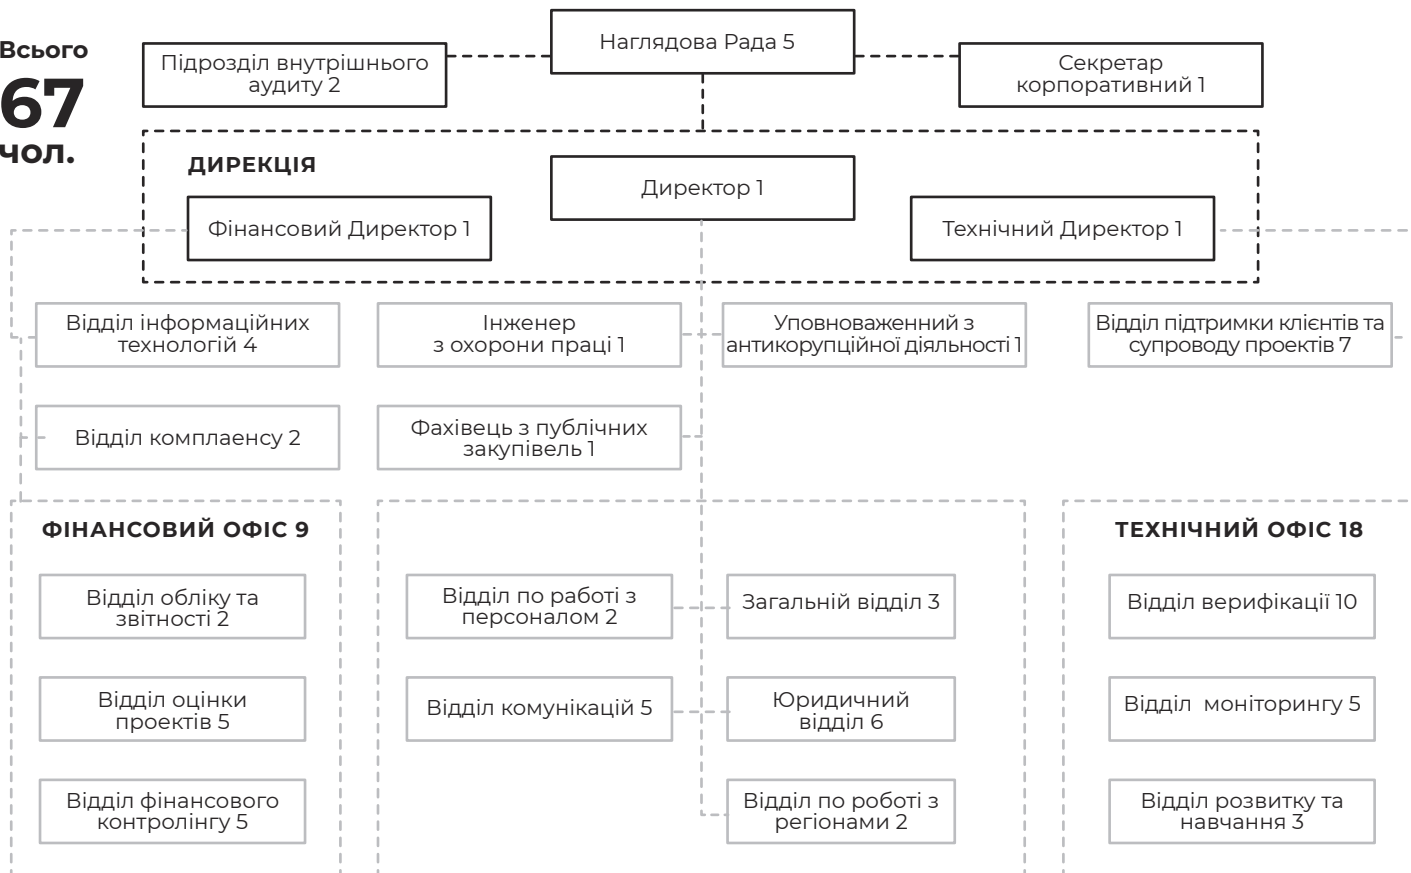 Всього
67
чол.
Наглядова Рада 5
Підрозділ внутрішнього
аудиту 2
Секретар
корпоративний 1
ДИРЕКЦІЯ
Директор 1
Фінансовий Директор 1
Технічний Директор 1
Відділ інформаційних
технологій 4
Інженер
з охорони праці 1
Уповноваженний з
антикорупційної діяльності 1
Відділ підтримки клієнтів та
супроводу проектів 7
Відділ комплаенсу 2
Фахівець з публічних
закупівель 1
ФІНАНСОВИЙ ОФІС 9
ТЕХНІЧНИЙ ОФІС 18
Відділ обліку та
звітності 2
Відділ по работі з
персоналом 2
Загальній відділ 3
Відділ верифікації 10
Відділ оцінки
проектів 5
Відділ комунікацій 5
Юридичний
відділ 6
Відділ моніторингу 5
Відділ фінансового
контролінгу 5
Відділ по роботі з
регіонами 2
Відділ розвитку та
навчання 3